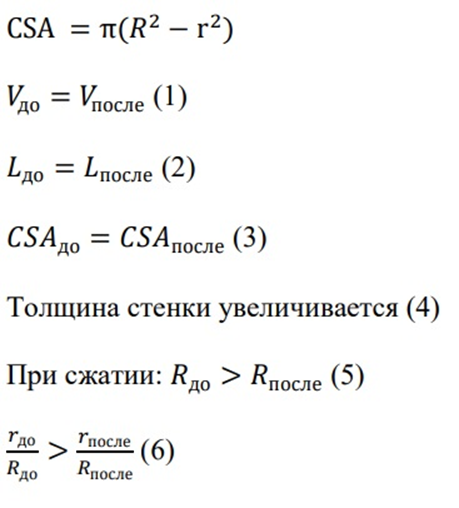 CSA = π(R² − r²)
V_до = V_после (1)
L_до = L_после (2)
CSA_до = CSA_после (3)
Толщина стенки увеличивается (4)
При сжатии: R_до > R_после (5)
r_до/R_до > r_после/R_после (6)